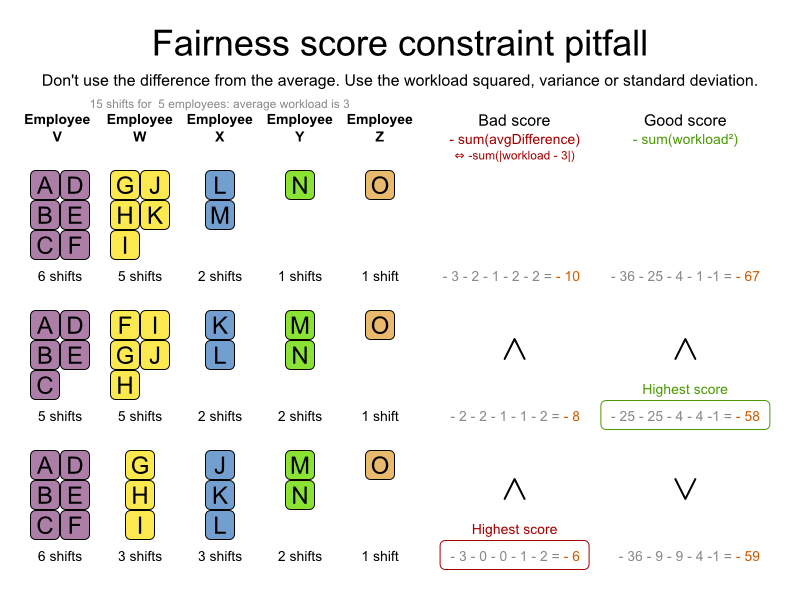 Fairness score constraint pitfall
Don't use the difference from the average. Use the workload squared, variance or standard deviation.
15 shifts for  5 employees: average workload is 3
Employee V Employee W Employee X Employee Y Employee Z Bad score Good score
- sum(avgDifference) - sum(workload²)
⇔ -sum(|workload - 3|)
A D G J L N O
B E H K M
C F I
6 shifts 5 shifts 2 shifts 1 shifts 1 shift - 3 - 2 - 1 - 2 - 2 = - 10 - 36 - 25 - 4 - 1 -1 = - 67
A D F I K M O
B E G J L N
C H
Highest score
5 shifts 5 shifts 2 shifts 2 shifts 1 shift - 2 - 2 - 1 - 1 - 2 = - 8 - 25 - 25 - 4 - 4 -1 = - 58
A D G J M O
B E H K N
C F I L
Highest score
6 shifts 3 shifts 3 shifts 2 shifts 1 shift - 3 - 0 - 0 - 1 - 2 = - 6 - 36 - 9 - 9 - 4 -1 = - 59